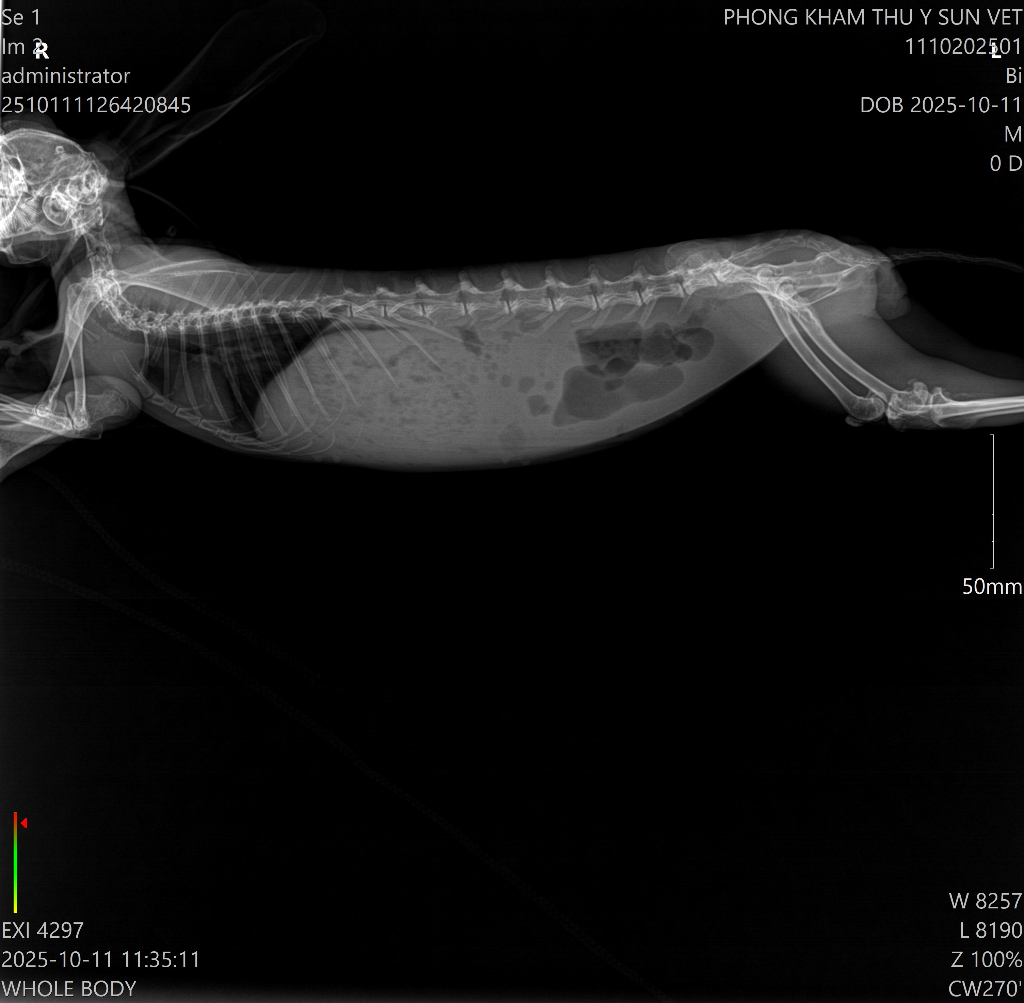 Se 1
Im 2
R
administrator
2510111126420845
PHONG KHAM THU Y SUN VET
1110202501
L
Bi
DOB 2025-10-11
M
0 D
50mm
EXI 4297
2025-10-11 11:35:11
WHOLE BODY
W 8257
L 8190
Z 100%
CW270'